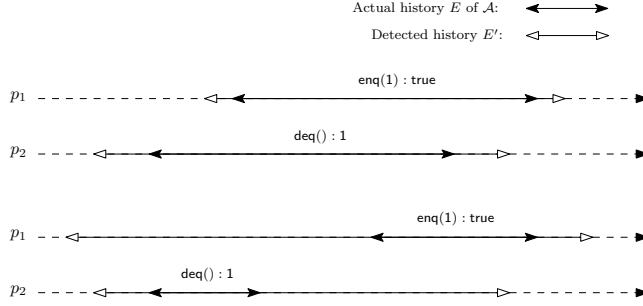 Actual history E of 𝒜:
Detected history E′:
enq(1) : true
p₁
deq() : 1
p₂
enq(1) : true
p₁
deq() : 1
p₂